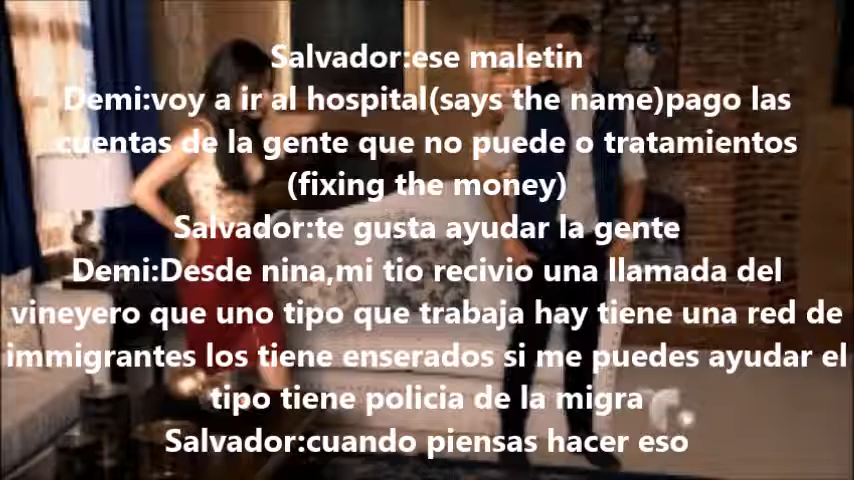 Salvador:ese maletin
Demi:voy a ir al hospital(says the name)pago las
cuentas de la gente que no puede o tratamientos
(fixing the money)
Salvador:te gusta ayudar la gente
Demi:Desde nina,mi tio recivio una llamada del
vineyero que uno tipo que trabaja hay tiene una red de
immigrantes los tiene enserados si me puedes ayudar el
tipo tiene policia de la migra
Salvador:cuando piensas hacer eso